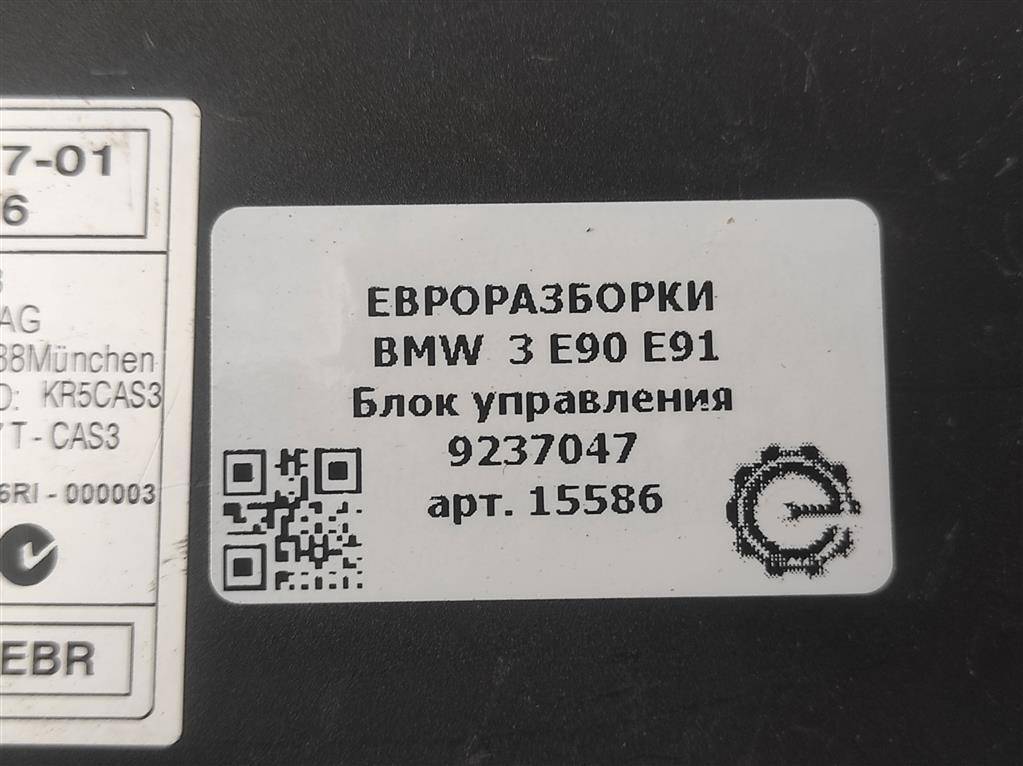 7-01
6
AG
München
KR5CAS3
T - CAS3
6RI - 000003
EBR
ЕВРОРАЗБОРКИ
BMW 3 E90 E91
Блок управления
9237047
арт. 15586